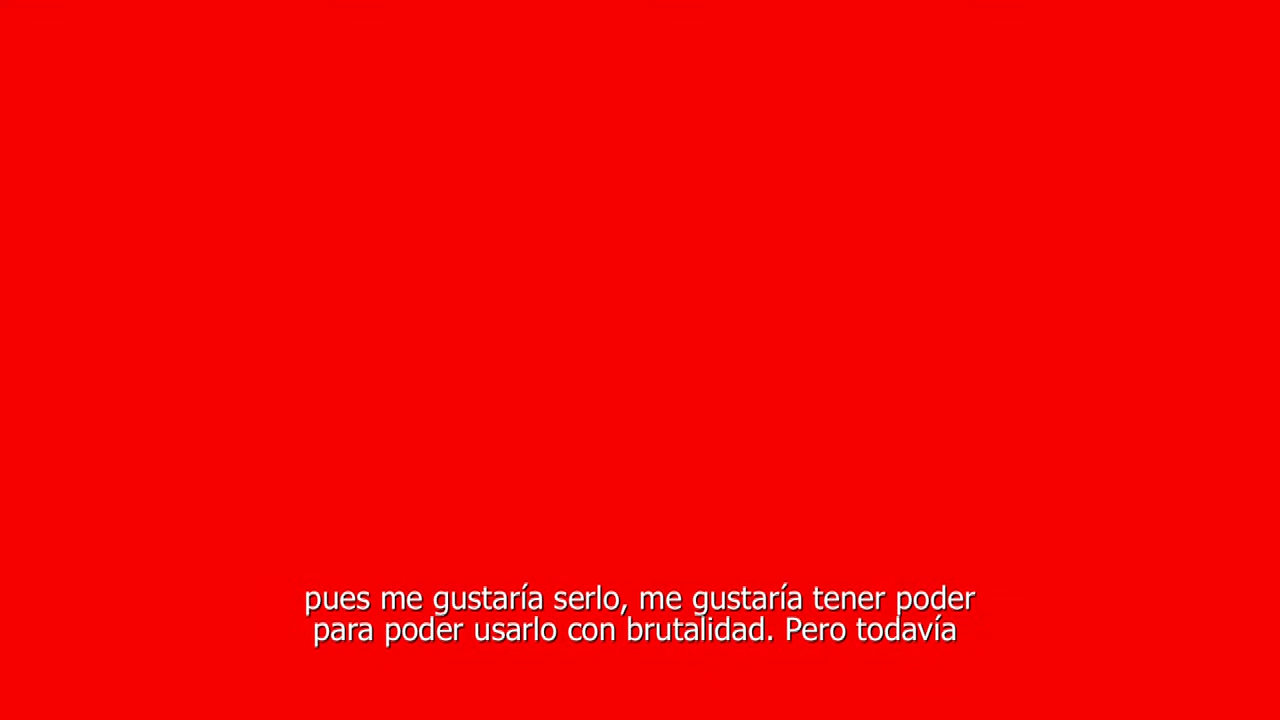 pues me gustaría serlo, me gustaría tener poder
para poder usarlo con brutalidad. Pero todavía